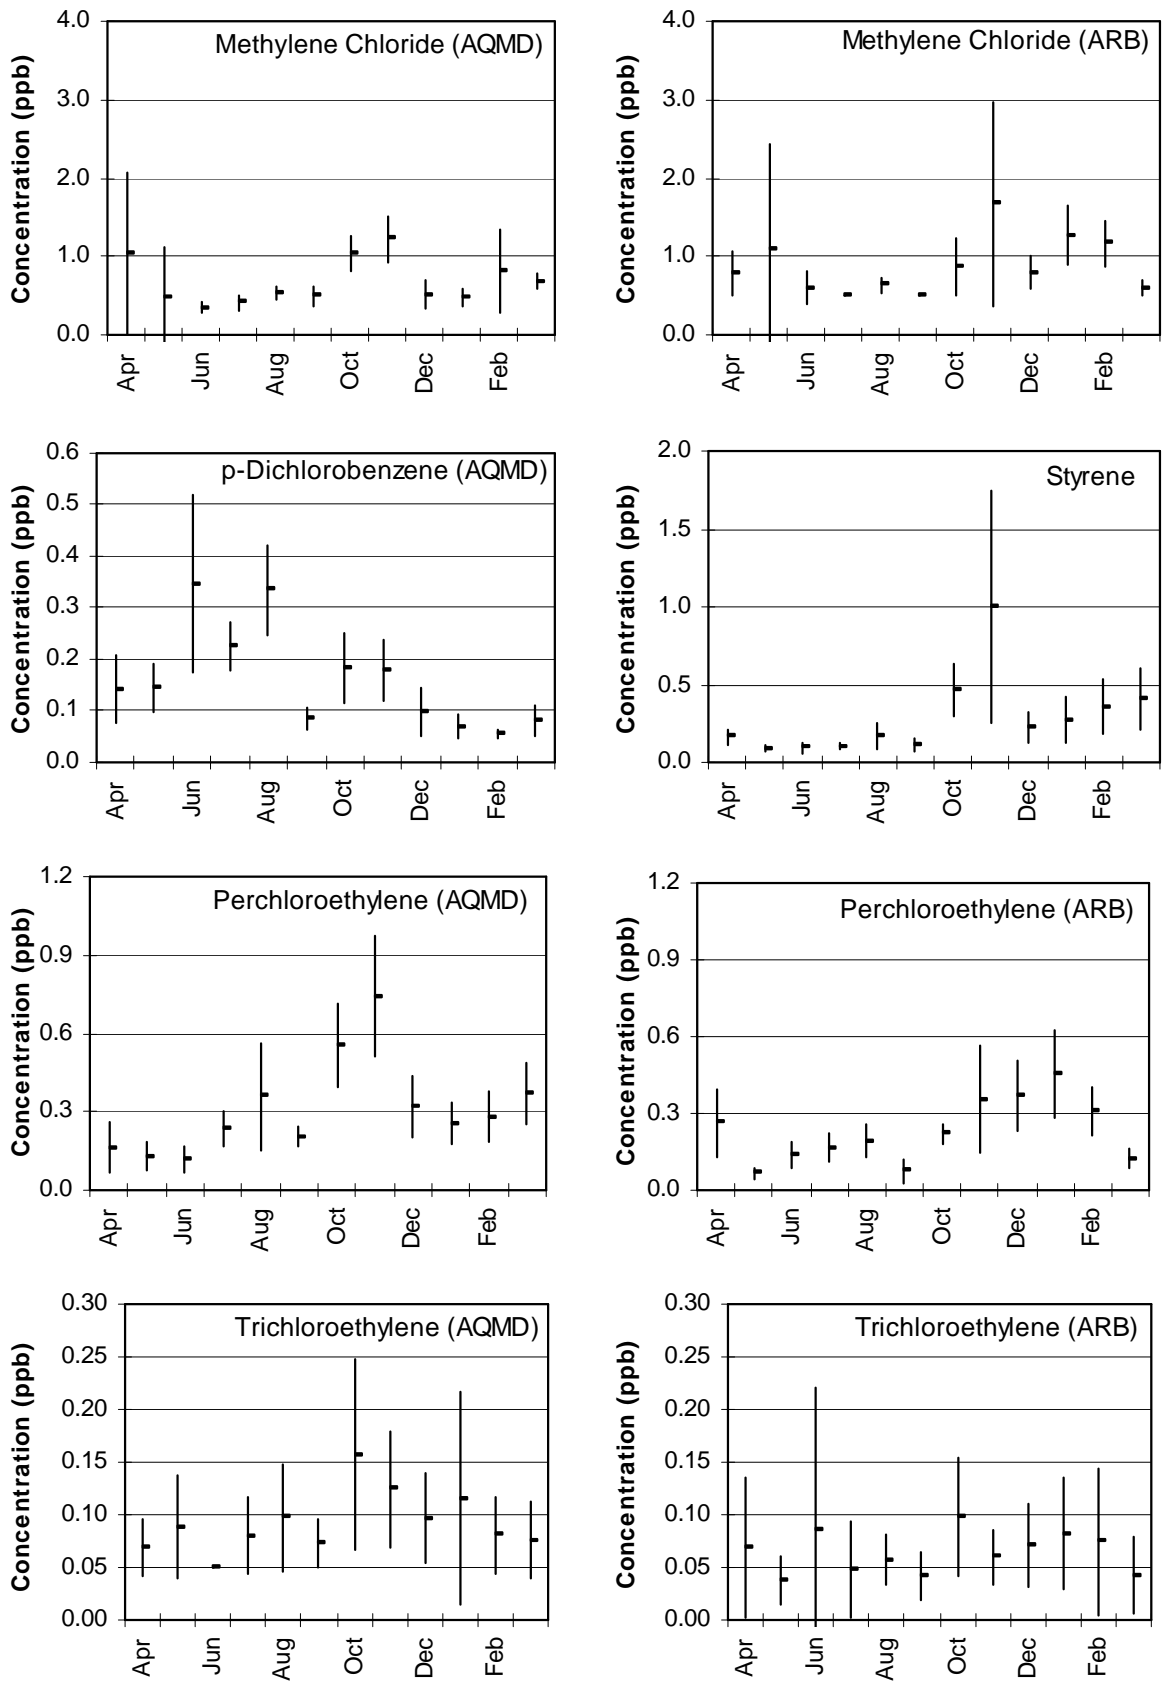 Methylene Chloride (AQMD)
Concentration (ppb)
4.0
3.0
2.0
1.0
0.0
Apr Jun Aug Oct Dec Feb
Methylene Chloride (ARB)
Concentration (ppb)
4.0
3.0
2.0
1.0
0.0
Apr Jun Aug Oct Dec Feb
p-Dichlorobenzene (AQMD)
Concentration (ppb)
0.6
0.5
0.4
0.3
0.2
0.1
0.0
Apr Jun Aug Oct Dec Feb
Styrene
Concentration (ppb)
2.0
1.5
1.0
0.5
0.0
Apr Jun Aug Oct Dec Feb
Perchloroethylene (AQMD)
Concentration (ppb)
1.2
0.9
0.6
0.3
0.0
Apr Jun Aug Oct Dec Feb
Perchloroethylene (ARB)
Concentration (ppb)
1.2
0.9
0.6
0.3
0.0
Apr Jun Aug Oct Dec Feb
Trichloroethylene (AQMD)
Concentration (ppb)
0.30
0.25
0.20
0.15
0.10
0.05
0.00
Apr Jun Aug Oct Dec Feb
Trichloroethylene (ARB)
Concentration (ppb)
0.30
0.25
0.20
0.15
0.10
0.05
0.00
Apr Jun Aug Oct Dec Feb